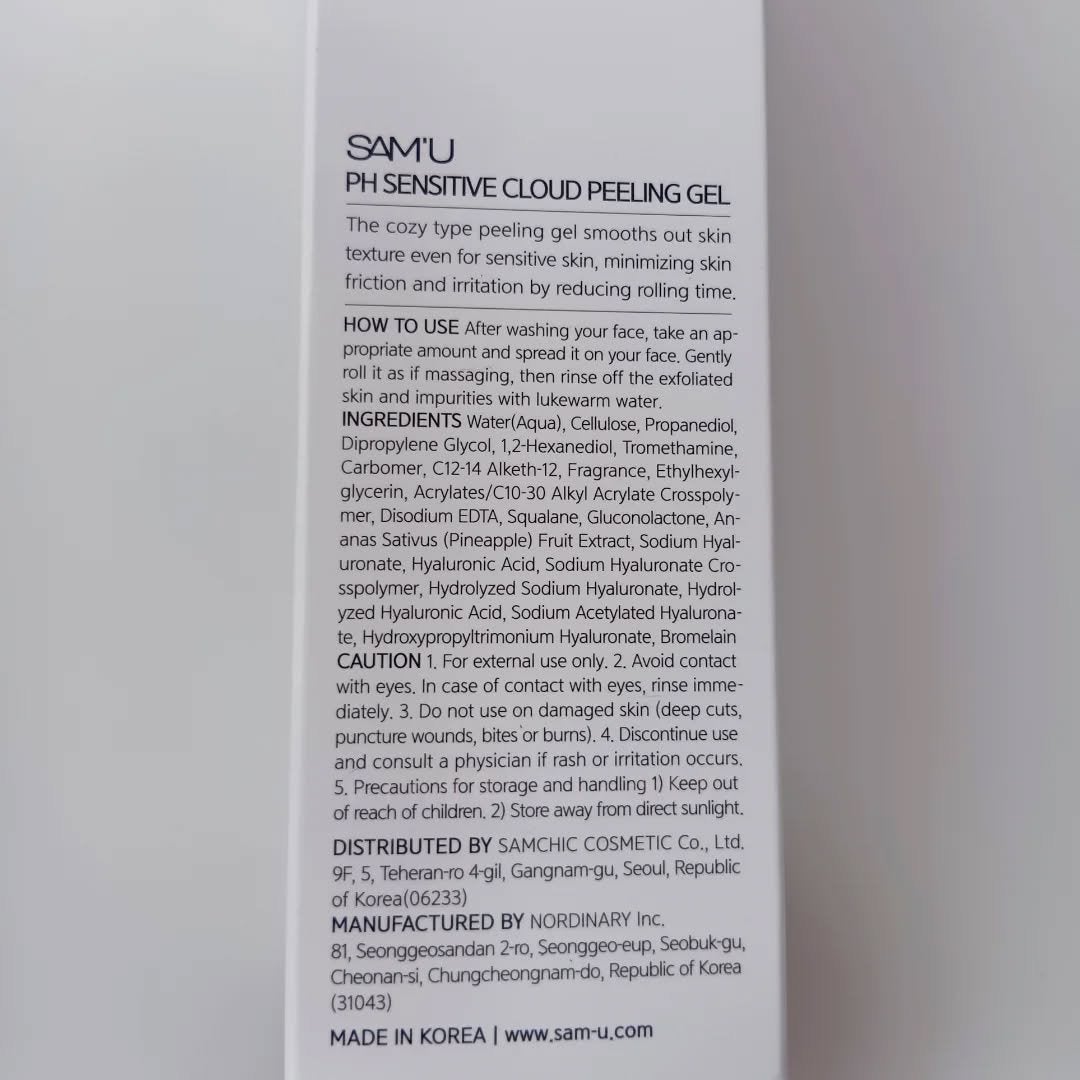 SAM'U
PH SENSITIVE CLOUD PEELING GEL
The cozy type peeling gel smooths out skin
texture even for sensitive skin, minimizing skin
friction and irritation by reducing rolling time.
HOW TO USE After washing your face, take an ap-
propriate amount and spread it on your face. Gently
roll it as if massaging, then rinse off the exfoliated
skin and impurities with lukewarm water.
INGREDIENTS Water(Aqua), Cellulose, Propanediol,
Dipropylene Glycol, 1,2-Hexanediol, Tromethamine,
Carbomer, C12-14 Alketh-12, Fragrance, Ethylhexyl-
glycerin, Acrylates/C10-30 Alkyl Acrylate Crosspoly-
mer, Disodium EDTA, Squalane, Gluconolactone, An-
anas Sativus (Pineapple) Fruit Extract, Sodium Hyal-
uronate, Hyaluronic Acid, Sodium Hyaluronate Cro-
sspolymer, Hydrolyzed Sodium Hyaluronate, Hydrol-
yzed Hyaluronic Acid, Sodium Acetylated Hyalurona-
te, Hydroxypropyltrimonium Hyaluronate, Bromelain
CAUTION 1. For external use only. 2. Avoid contact
with eyes. In case of contact with eyes, rinse imme-
diately. 3. Do not use on damaged skin (deep cuts,
puncture wounds, bites or burns). 4. Discontinue use
and consult a physician if rash or irritation occurs.
5. Precautions for storage and handling 1) Keep out
of reach of children. 2) Store away from direct sunlight.
DISTRIBUTED BY SAMCHIC COSMETIC Co., Ltd.
9F, 5, Teheran-ro 4-gil, Gangnam-gu, Seoul, Republic
of Korea(06233)
MANUFACTURED BY NORDINARY Inc.
81, Seonggeosandan 2-ro, Seonggeo-eup, Seobuk-gu,
Cheonan-si, Chungcheongnam-do, Republic of Korea
(31043)
MADE IN KOREA | www.sam-u.com